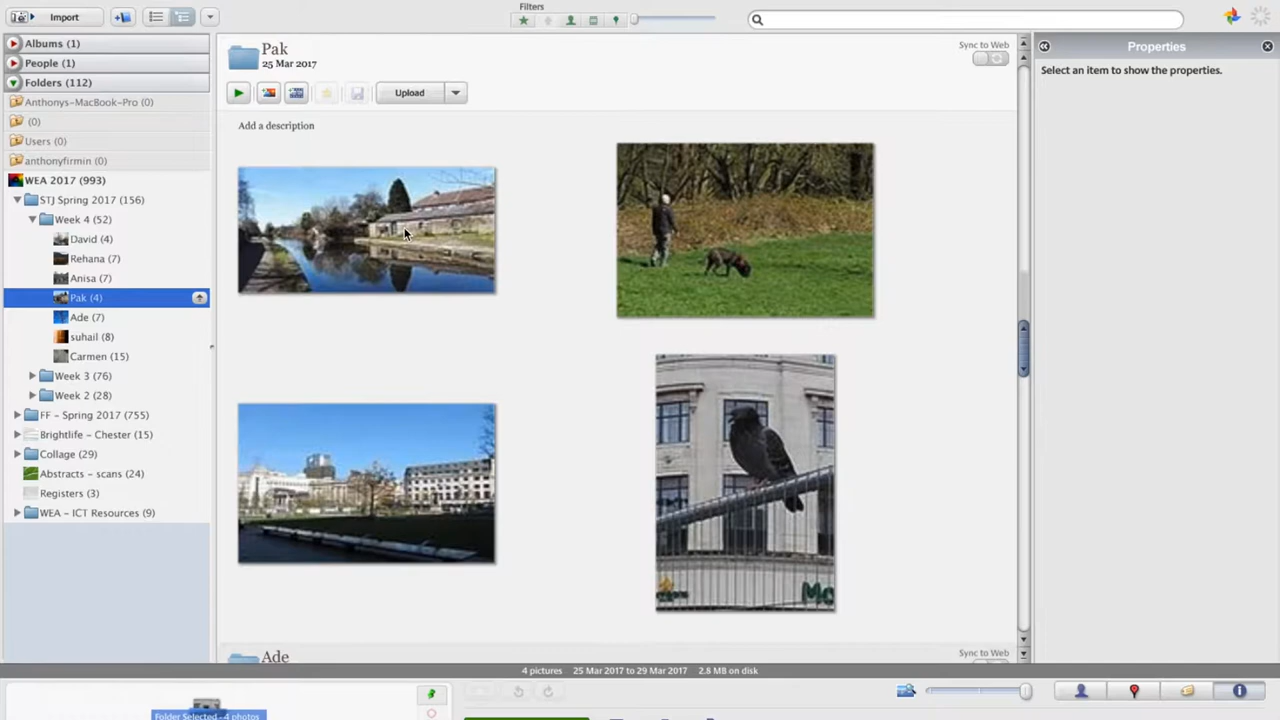 Import
Filters
Albums (1)
People (1)
Folders (112)
Anthonys-MacBook-Pro (0)
(0)
Users (0)
anthonyfirmin (0)
WEA 2017 (993)
STJ Spring 2017 (156)
Week 4 (52)
David (4)
Rehana (7)
Anisa (7)
Pak (4)
Ade (7)
suhail (8)
Carmen (15)
Week 3 (76)
Week 2 (28)
FF - Spring 2017 (755)
Brightlife - Chester (15)
Collage (29)
Abstracts - scans (24)
Registers (3)
WEA - ICT Resources (9)
Pak
25 Mar 2017
Sync to Web
Upload
Add a description
Mo
Ade
Sync to Web
Properties
Select an item to show the properties.
4 pictures 25 Mar 2017 to 29 Mar 2017 2.8 MB on disk
Folder Selected - 4 photos